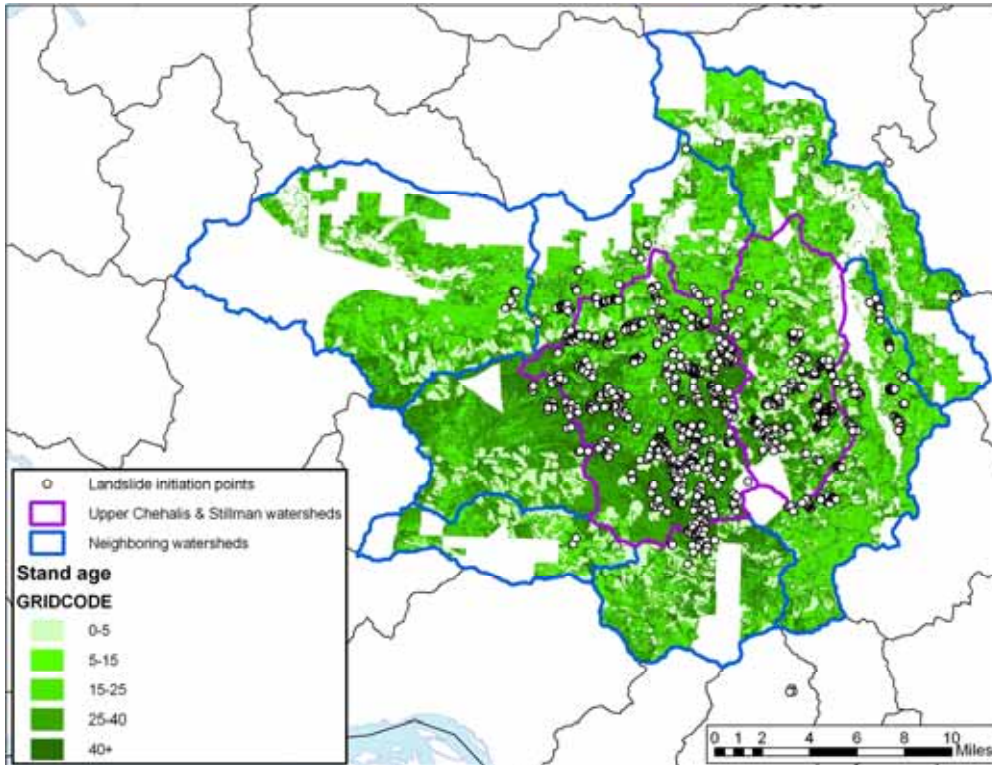 Landslide initiation points
Upper Chehalis & Stillman watersheds
Neighboring watersheds
Stand age
GRIDCODE
0-5
5-15
15-25
25-40
40+
0 1 2 4 6 8 10
Miles